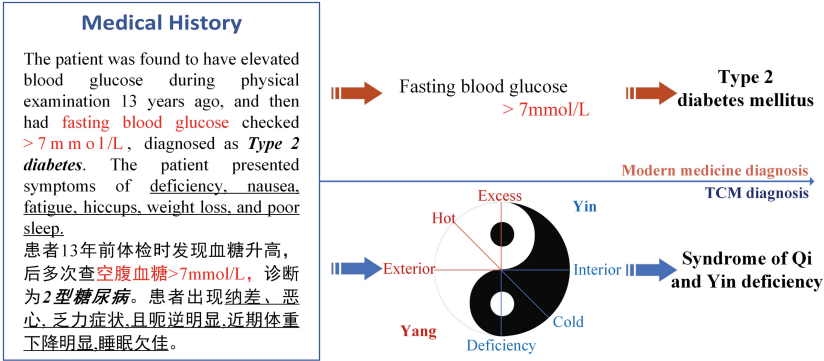 Medical History
The patient was found to have elevated
blood glucose during physical
examination 13 years ago, and then
had fasting blood glucose checked
>7mmol/L, diagnosed as Type 2
diabetes. The patient presented
symptoms of deficiency, nausea,
fatigue, hiccups, weight loss, and poor
sleep.
患者13年前体检时发现血糖升高，
后多次查空腹血糖>7mmol/L，诊断
为2型糖尿病。患者出现纳差、恶
心, 乏力症状,且呃逆明显,近期体重
下降明显,睡眠欠佳。
Fasting blood glucose
> 7mmol/L
Type 2
diabetes mellitus
Modern medicine diagnosis
TCM diagnosis
Excess
Yin
Hot
Exterior
Interior
Cold
Yang
Deficiency
Syndrome of Qi
and Yin deficiency